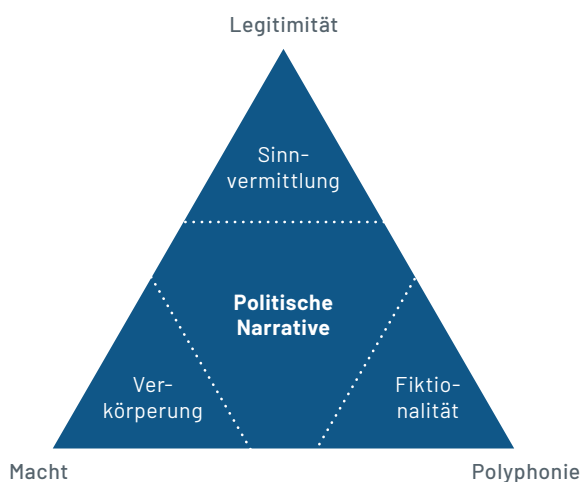 Legitimität
Sinn-
vermittlung
Politische
Narrative
Ver-
körperung
Fiktio-
nalität
Macht
Polyphonie